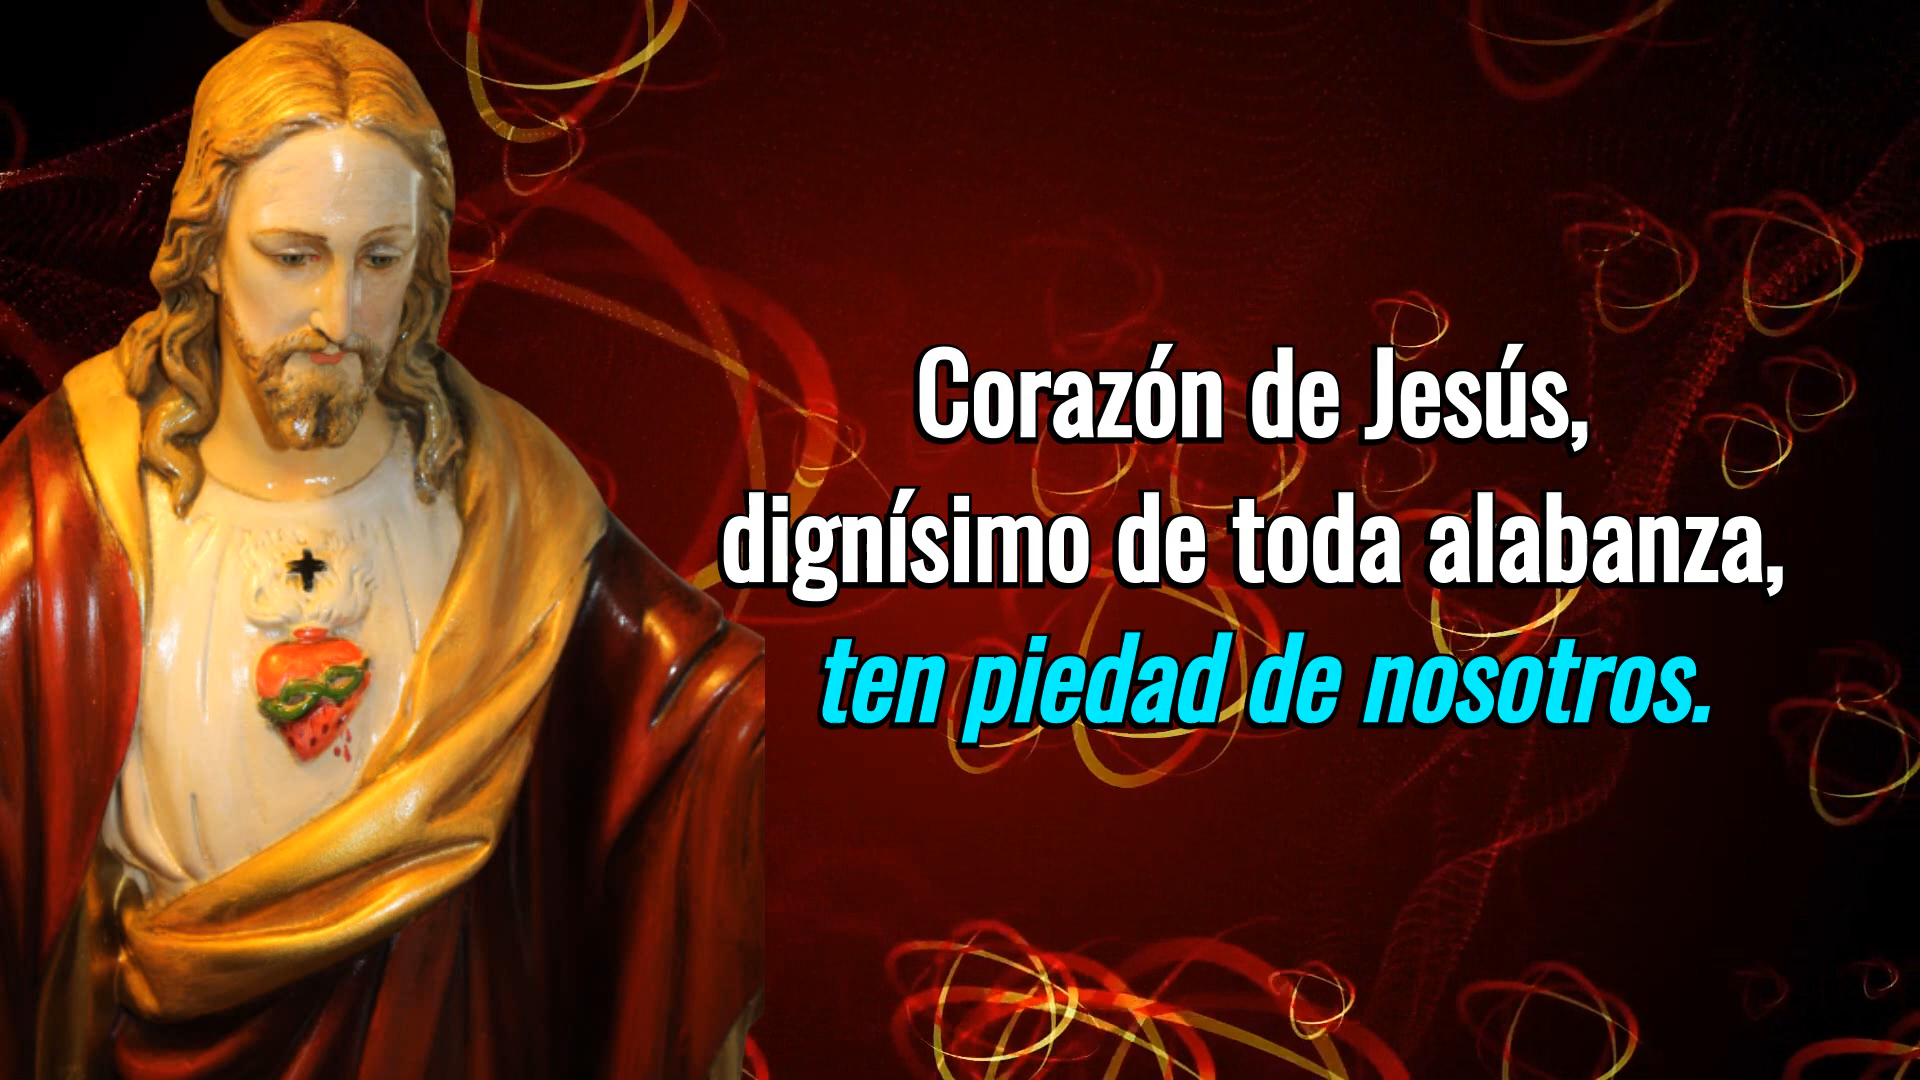 Corazón de Jesús,
dignísimo de toda alabanza,
ten piedad de nosotros.